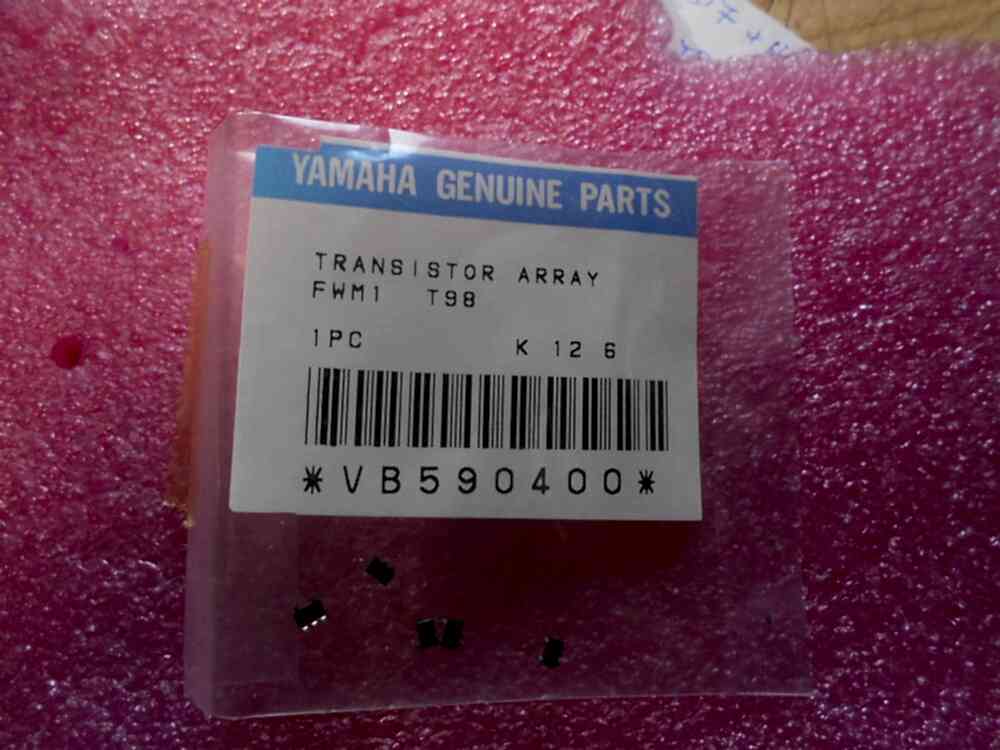 YAMAHA GENUINE PARTS
TRANSISTOR ARRAY
FWM1 T98
1PC K 12 6
*VB590400*